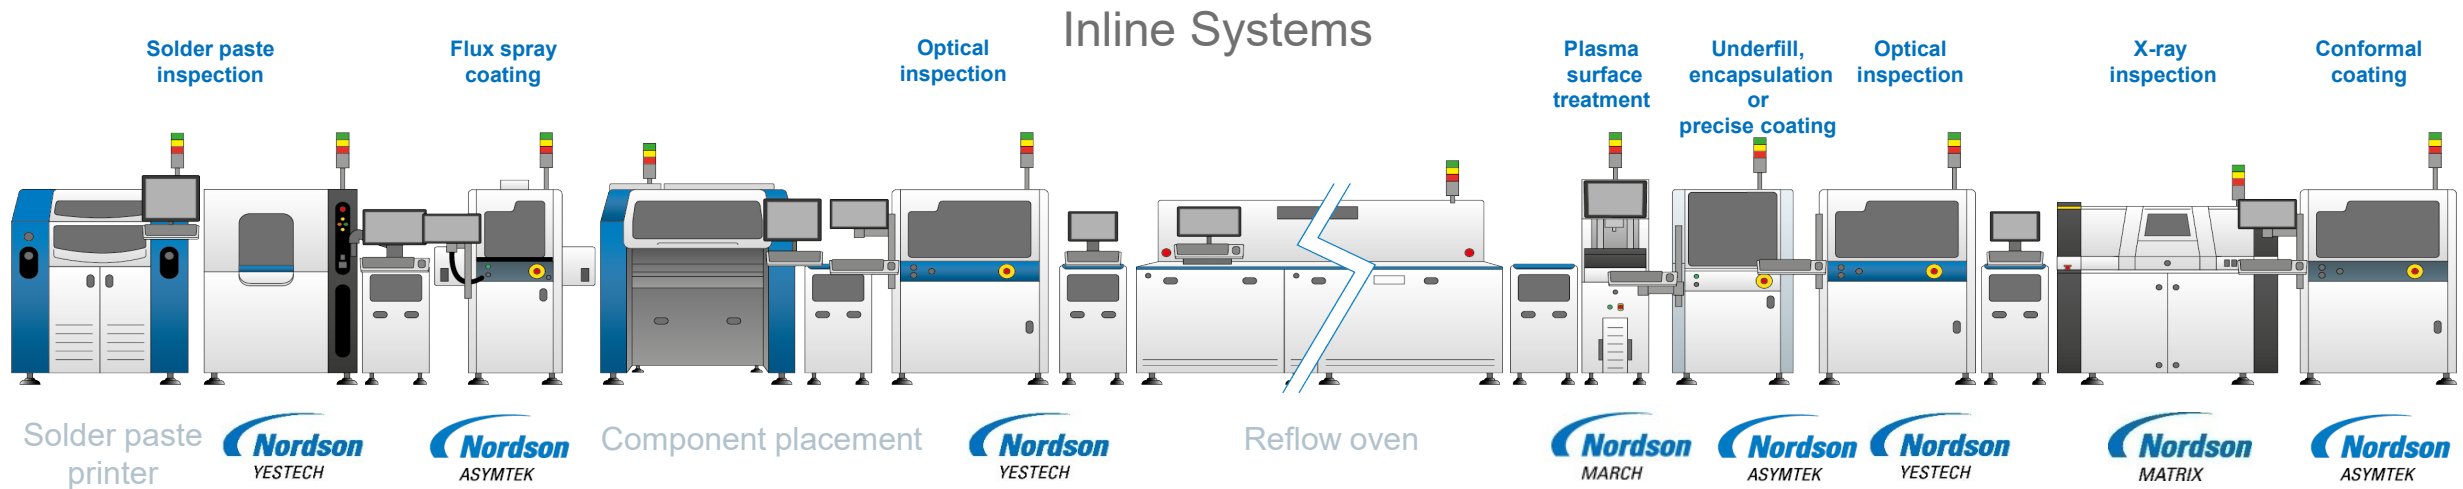 Inline Systems
Solder paste
inspection
Flux spray
coating
Optical
inspection
Plasma
surface
treatment
Underfill,
encapsulation
or
precise coating
Optical
inspection
X-ray
inspection
Conformal
coating
Solder paste
printer
Nordson
YESTECH
Nordson
ASYMTEK
Component placement
Nordson
YESTECH
Reflow oven
Nordson
MARCH
Nordson
ASYMTEK
Nordson
YESTECH
Nordson
MATRIX
Nordson
ASYMTEK